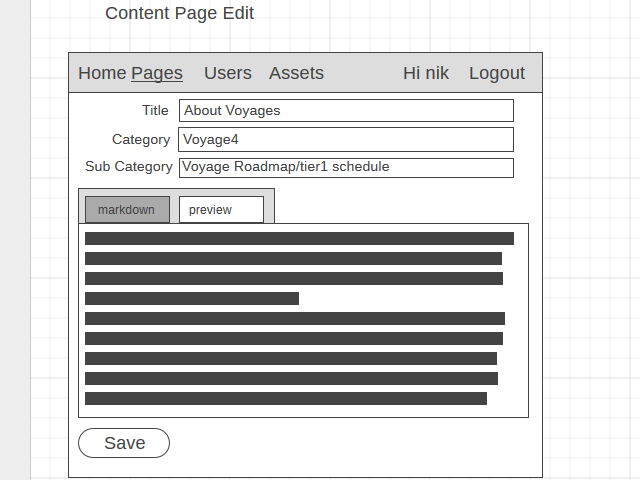 Content Page Edit
Home Pages Users Assets Hi nik Logout
Title About Voyages
Category Voyage4
Sub Category Voyage Roadmap/tier1 schedule
markdown preview
Save